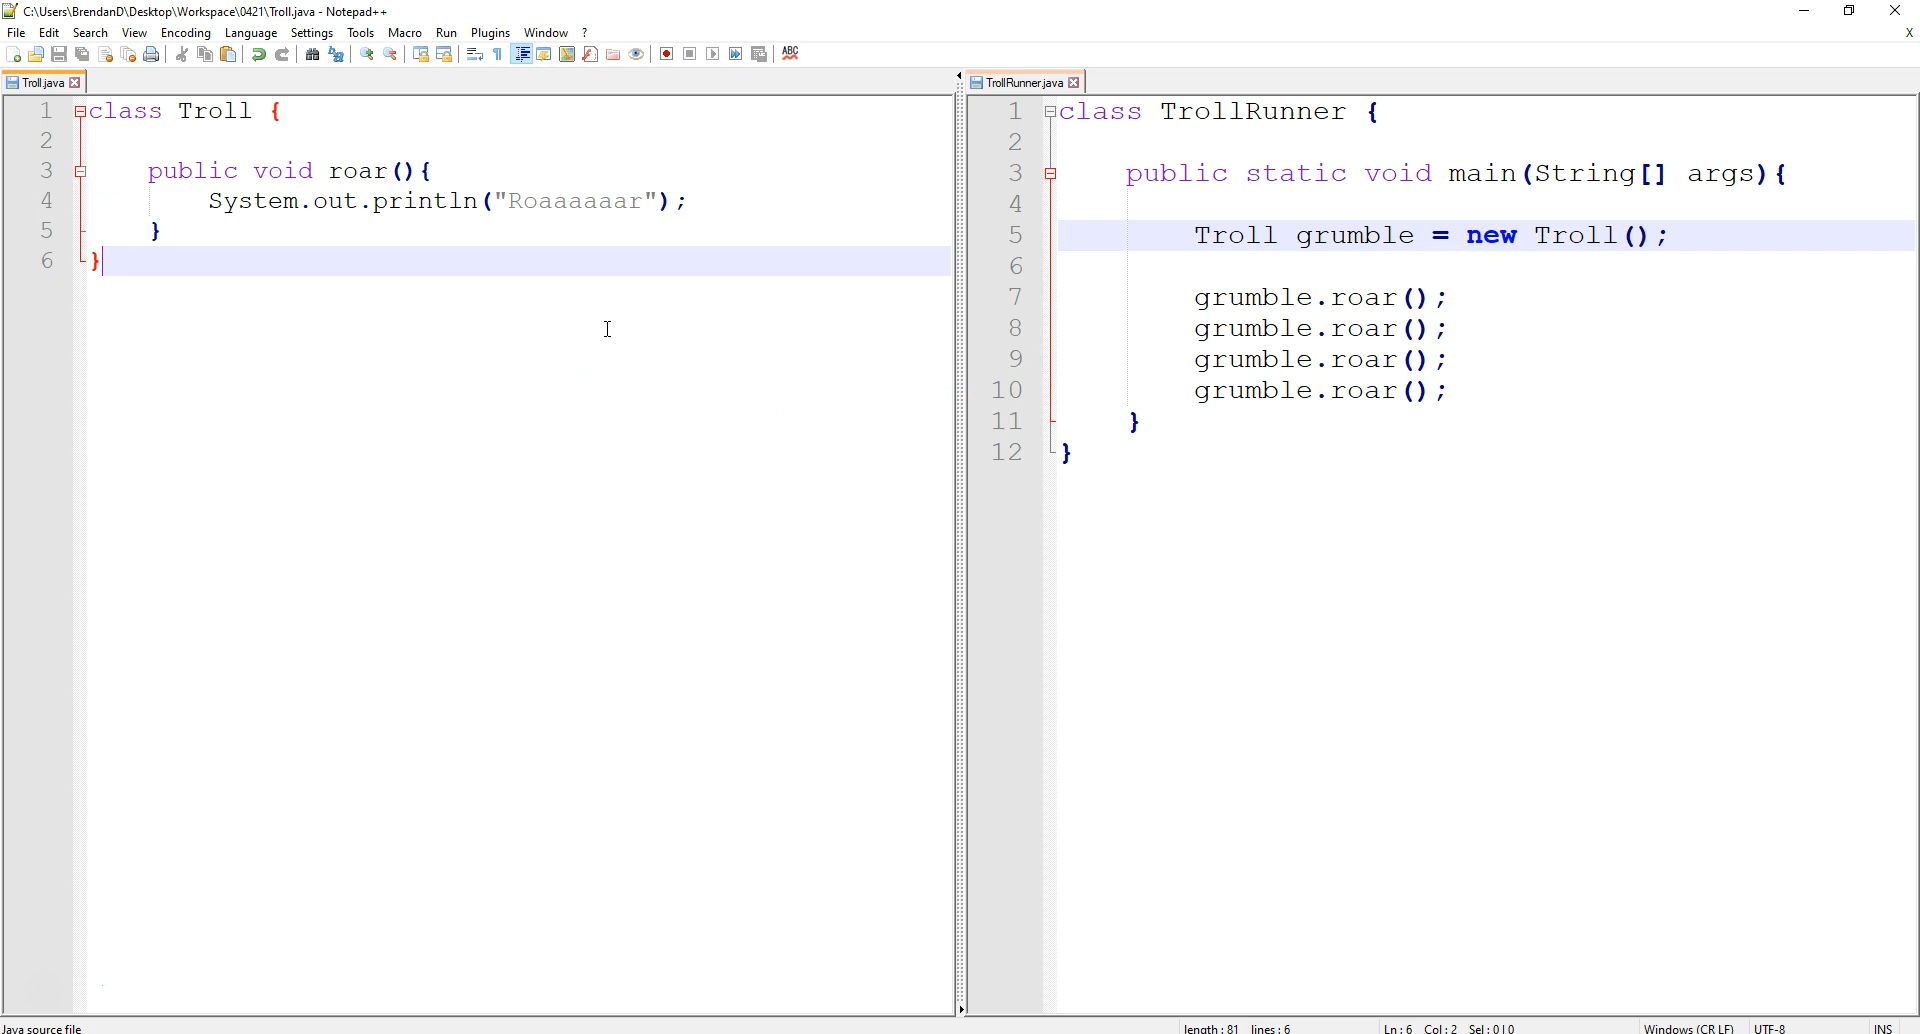 C:\Users\BrendanD\Desktop\Workspace\0421\Troll.java - Notepad++
File Edit Search View Encoding Language Settings Tools Macro Run Plugins Window ? X
ABC
Troll.java
1 class Troll {
2
3 public void roar(){
4 System.out.println("Roaaaaaar");
5 }
6 }
TrollRunner.java
1 class TrollRunner {
2
3 public static void main(String[] args){
4
5 Troll grumble = new Troll();
6
7 grumble.roar();
8 grumble.roar();
9 grumble.roar();
10 grumble.roar();
11 }
12 }
Java source file length : 81 lines : 6 Ln : 6 Col : 2 Sel : 0 | 0 Windows (CR LF) UTF-8 INS